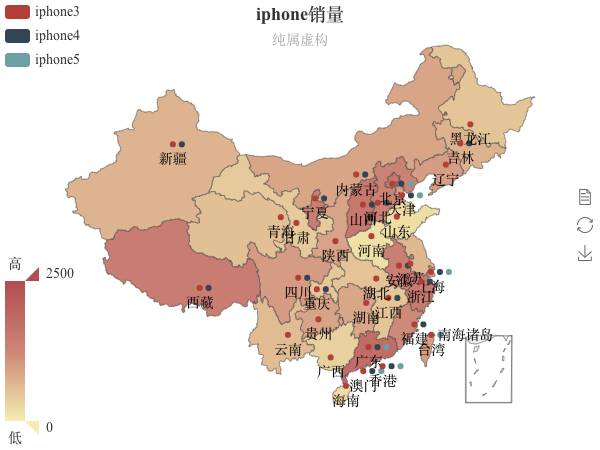 iphone3
iphone4
iphone5
iphone销量
纯属虚构
黑龙江
新疆
吉林
内蒙古
辽宁
北京
天津
宁夏
山西
河北
青海
甘肃
山东
陕西
河南
西藏
四川
重庆
湖北
安徽
江苏
上海
浙江
湖南
江西
贵州
云南
福建
南海诸岛
台湾
广东
广西
澳门
香港
海南
高
2500
0
低